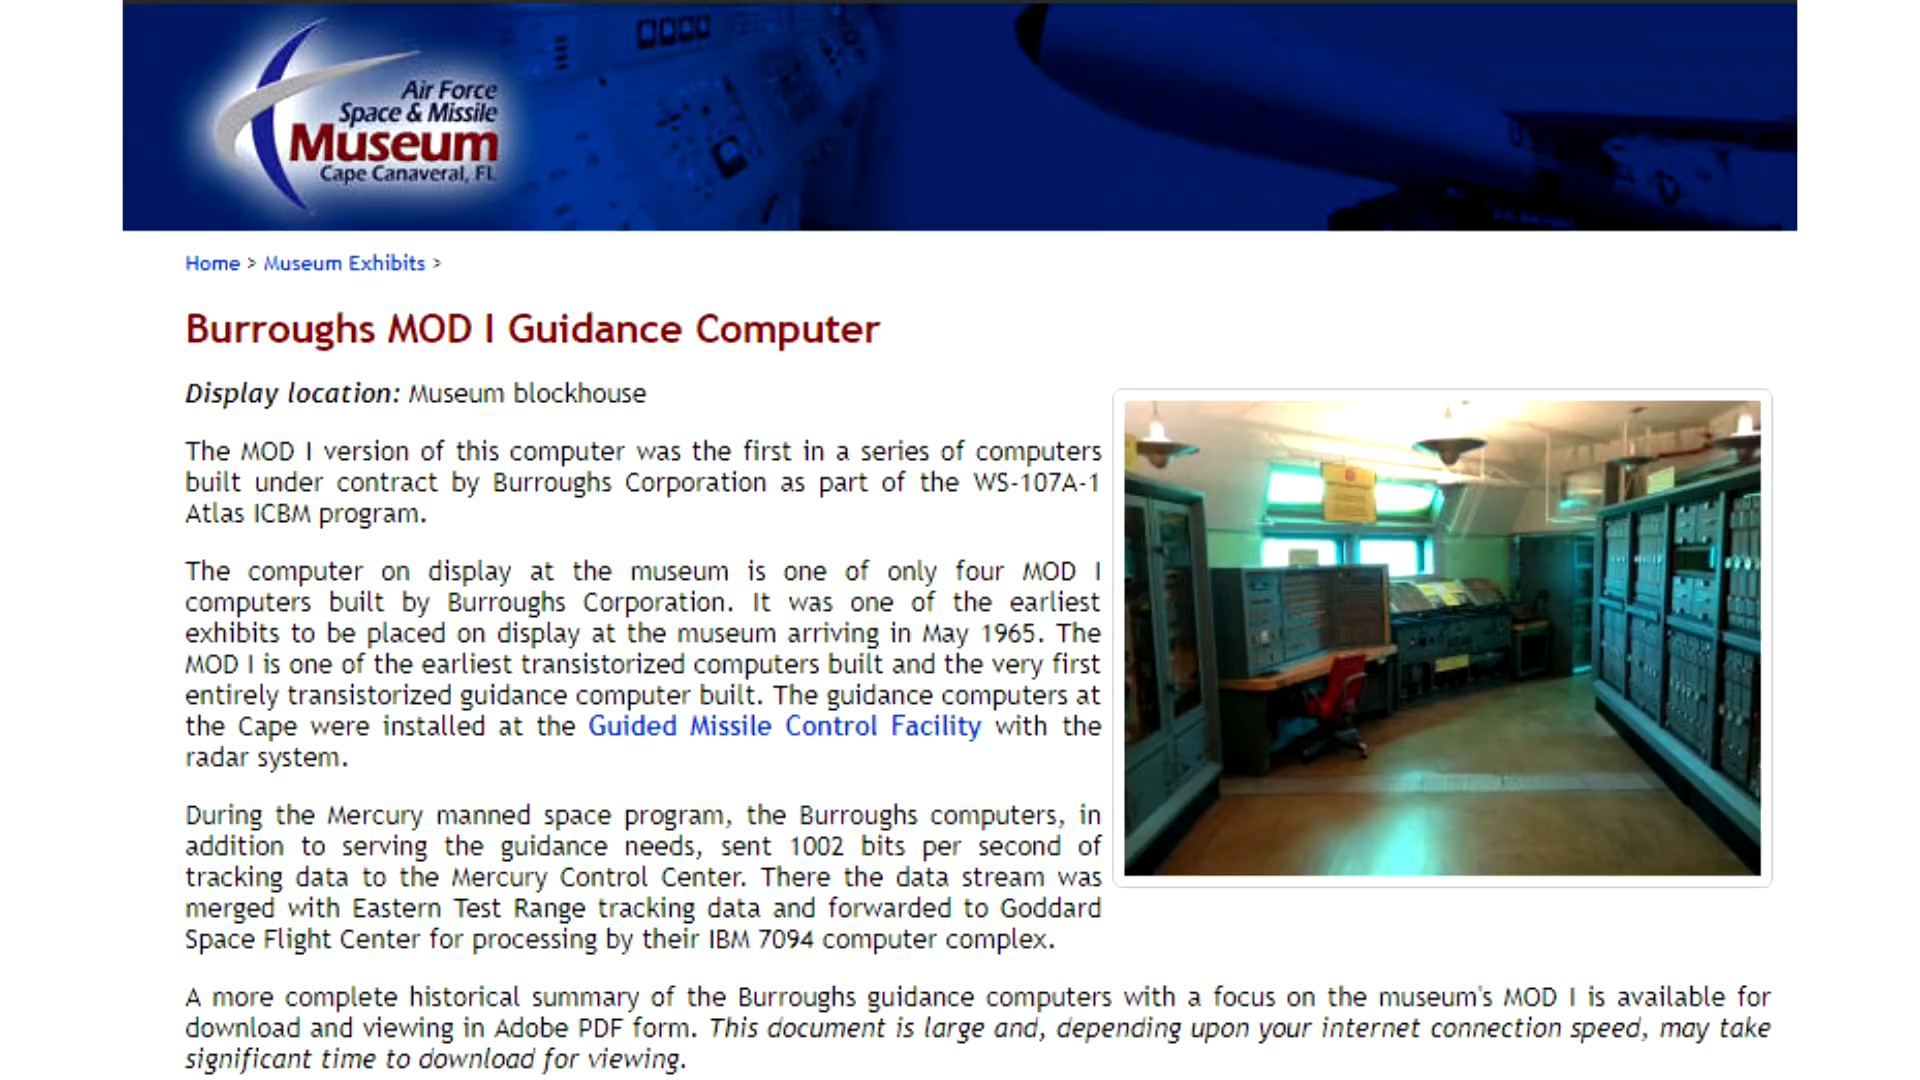 Air Force
Space & Missile
Museum
Cape Canaveral, FL
Home > Museum Exhibits >
Burroughs MOD I Guidance Computer
Display location: Museum blockhouse
The MOD I version of this computer was the first in a series of computers
built under contract by Burroughs Corporation as part of the WS-107A-1
Atlas ICBM program.
The computer on display at the museum is one of only four MOD I
computers built by Burroughs Corporation. It was one of the earliest
exhibits to be placed on display at the museum arriving in May 1965. The
MOD I is one of the earliest transistorized computers built and the very first
entirely transistorized guidance computer built. The guidance computers at
the Cape were installed at the Guided Missile Control Facility with the
radar system.
During the Mercury manned space program, the Burroughs computers, in
addition to serving the guidance needs, sent 1002 bits per second of
tracking data to the Mercury Control Center. There the data stream was
merged with Eastern Test Range tracking data and forwarded to Goddard
Space Flight Center for processing by their IBM 7094 computer complex.
A more complete historical summary of the Burroughs guidance computers with a focus on the museum's MOD I is available for
download and viewing in Adobe PDF form. This document is large and, depending upon your internet connection speed, may take
significant time to download for viewing.